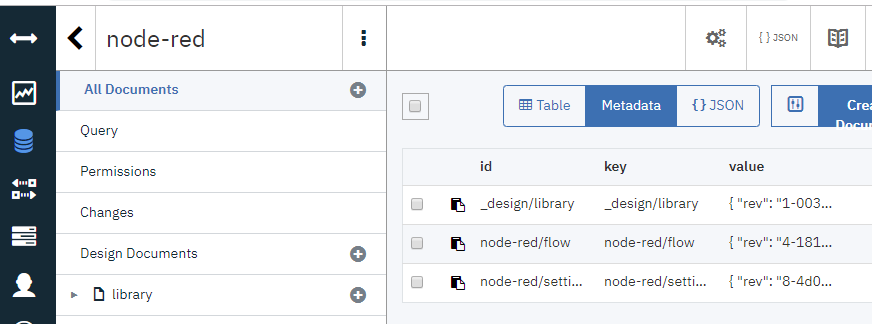 node-red
{ } JSON
All Documents
Query
Permissions
Changes
Design Documents
library
Table
Metadata
{ } JSON
Crea
Docum
id key value
_design/library _design/library { "rev": "1-003...
node-red/flow node-red/flow { "rev": "4-181...
node-red/setti... node-red/setti... { "rev": "8-4d0...